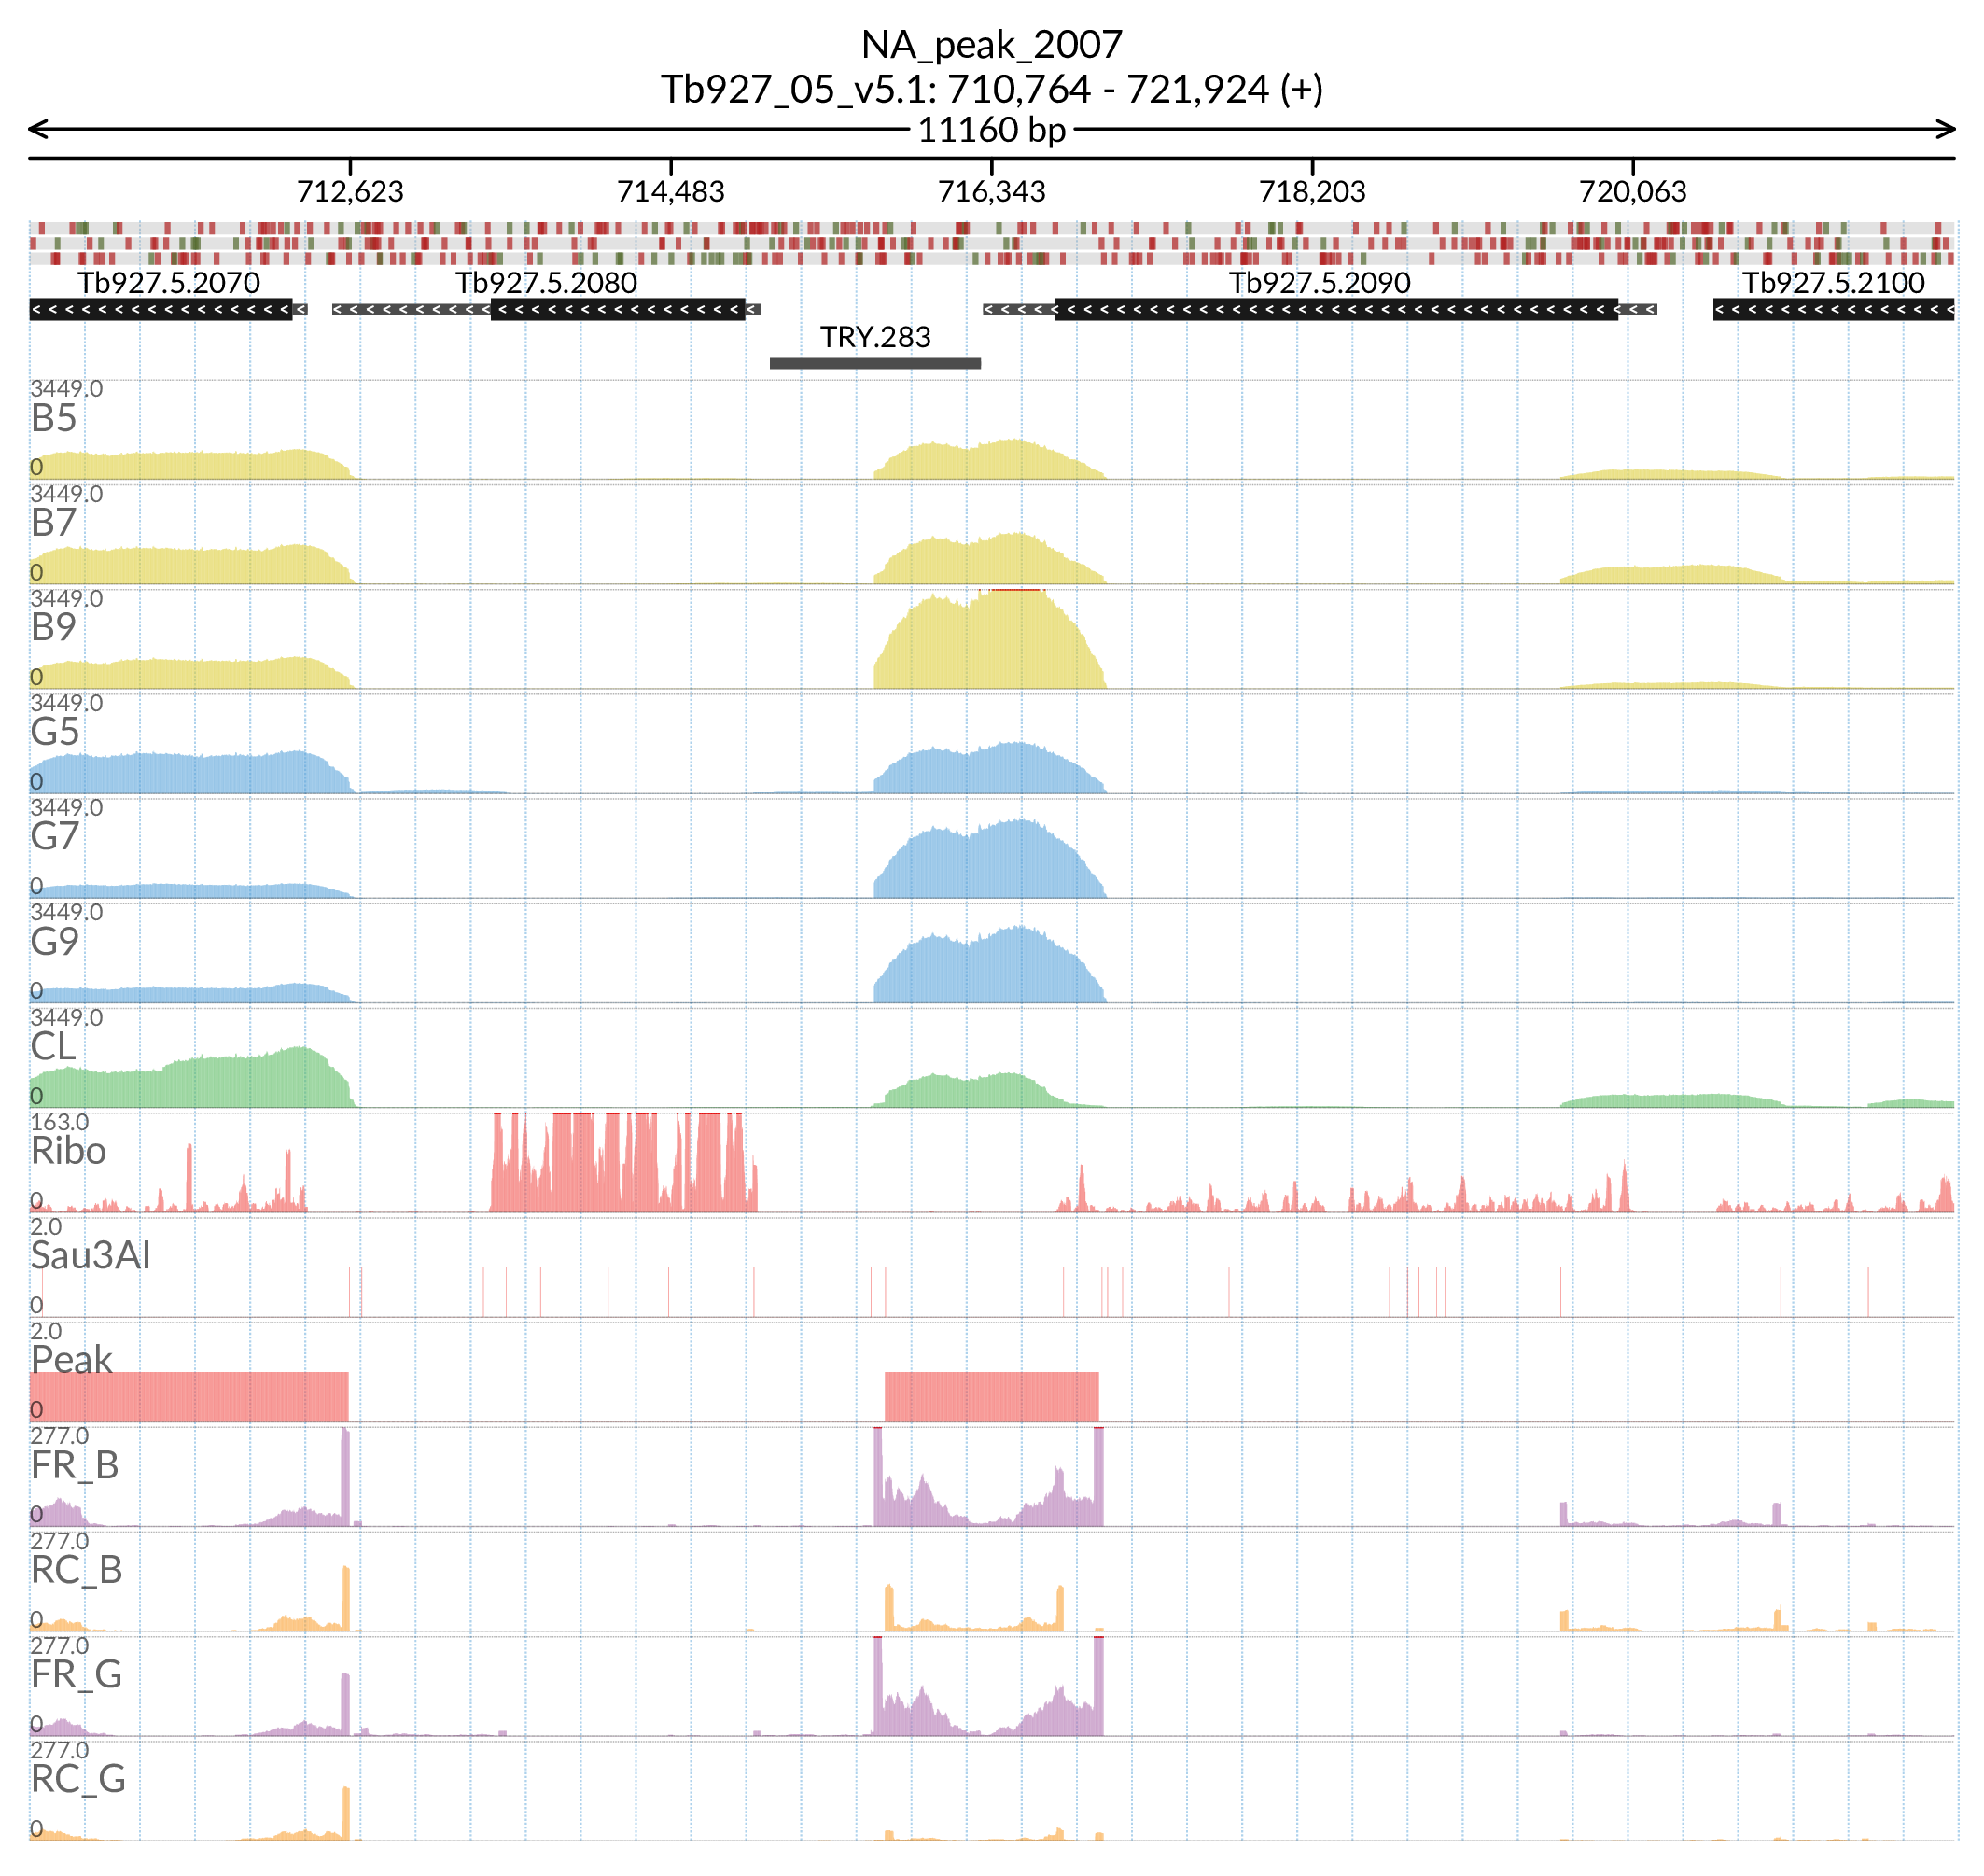 NA_peak_2007
Tb927_05_v5.1: 710,764 - 721,924 (+)
11160 bp
712,623 714,483 716,343 718,203 720,063
Tb927.5.2070 Tb927.5.2080 Tb927.5.2090 Tb927.5.2100
TRY.283
3449.0
B5
0
3449.0
B7
0
3449.0
B9
0
3449.0
G5
0
3449.0
G7
0
3449.0
G9
0
3449.0
CL
0
163.0
Ribo
0
2.0
Sau3AI
0
2.0
Peak
0
277.0
FR_B
0
277.0
RC_B
0
277.0
FR_G
0
277.0
RC_G
0